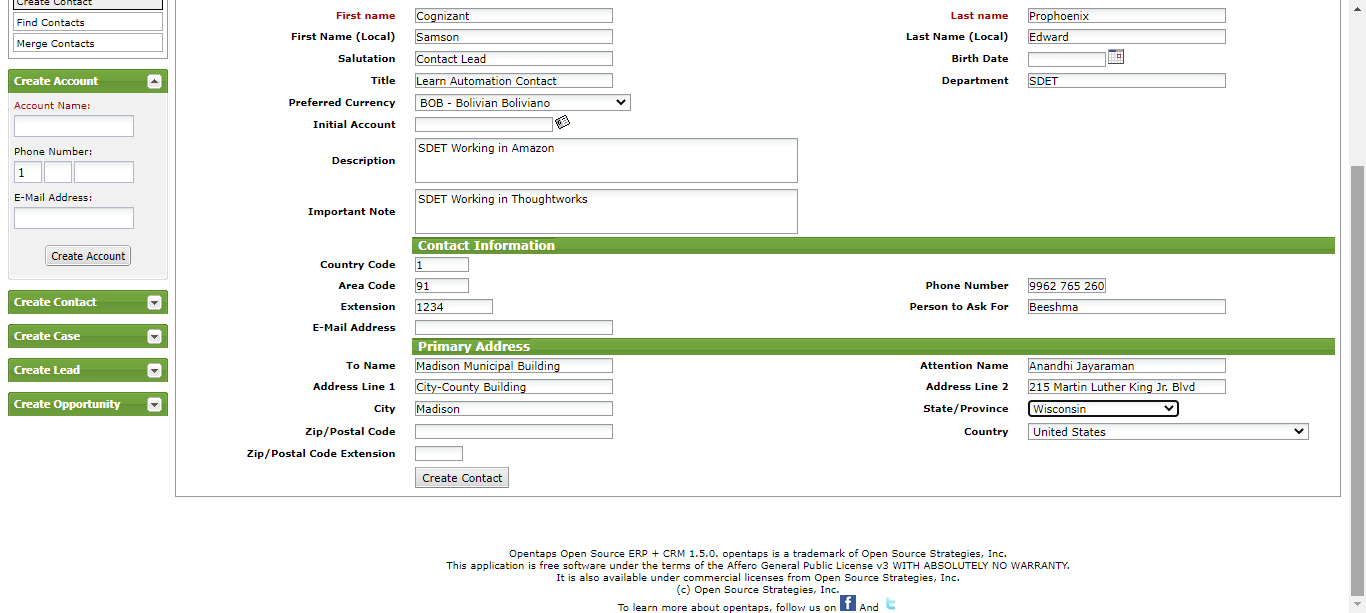 Create Contact
Find Contacts
Merge Contacts
Create Account
Account Name:
Phone Number:
1
E-Mail Address:
Create Account
Create Contact
Create Case
Create Lead
Create Opportunity
First name Cognizant Last name Prophoenix
First Name (Local) Samson Last Name (Local) Edward
Salutation Contact Lead Birth Date
Title Learn Automation Contact Department SDET
Preferred Currency BOB - Bolivian Boliviano
Initial Account
Description SDET Working in Amazon
Important Note SDET Working in Thoughtworks
Contact Information
Country Code 1
Area Code 91 Phone Number 9962 765 260
Extension 1234 Person to Ask For Beeshma
E-Mail Address
Primary Address
To Name Madison Municipal Building Attention Name Anandhi Jayaraman
Address Line 1 City-County Building Address Line 2 215 Martin Luther King Jr. Blvd
City Madison State/Province Wisconsin
Zip/Postal Code Country United States
Zip/Postal Code Extension
Create Contact
Opentaps Open Source ERP + CRM 1.5.0. opentaps is a trademark of Open Source Strategies, Inc.
This application is free software under the terms of the Affero General Public License v3 WITH ABSOLUTELY NO WARRANTY.
It is also available under commercial licenses from Open Source Strategies, Inc.
(c) Open Source Strategies, Inc.
To learn more about opentaps, follow us on f And t